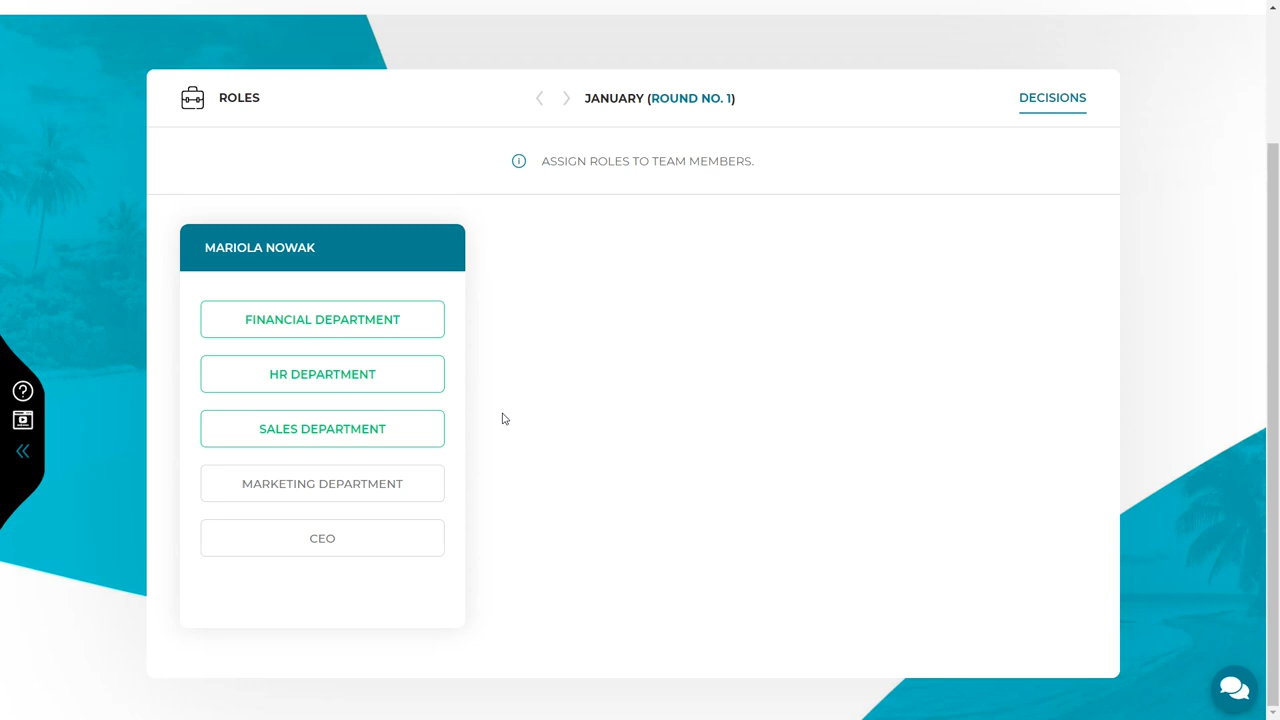 ROLES
JANUARY (ROUND NO. 1)
DECISIONS
ASSIGN ROLES TO TEAM MEMBERS.
MARIOLA NOWAK
FINANCIAL DEPARTMENT
HR DEPARTMENT
SALES DEPARTMENT
MARKETING DEPARTMENT
CEO